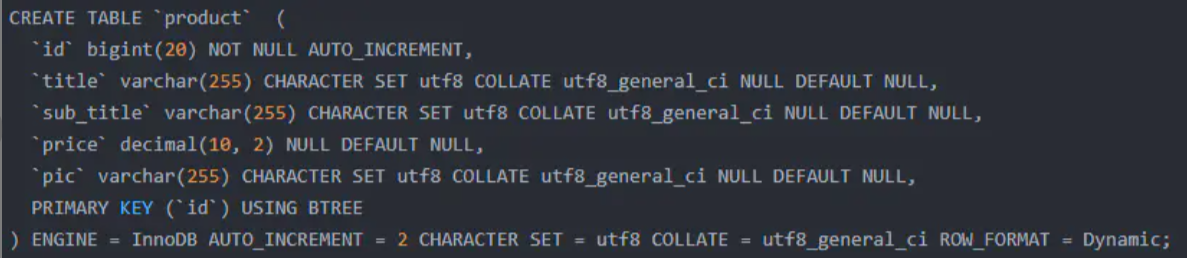 CREATE TABLE `product`  (
  `id` bigint(20) NOT NULL AUTO_INCREMENT,
  `title` varchar(255) CHARACTER SET utf8 COLLATE utf8_general_ci NULL DEFAULT NULL,
  `sub_title` varchar(255) CHARACTER SET utf8 COLLATE utf8_general_ci NULL DEFAULT NULL,
  `price` decimal(10, 2) NULL DEFAULT NULL,
  `pic` varchar(255) CHARACTER SET utf8 COLLATE utf8_general_ci NULL DEFAULT NULL,
  PRIMARY KEY (`id`) USING BTREE
) ENGINE = InnoDB AUTO_INCREMENT = 2 CHARACTER SET = utf8 COLLATE = utf8_general_ci ROW_FORMAT = Dynamic;